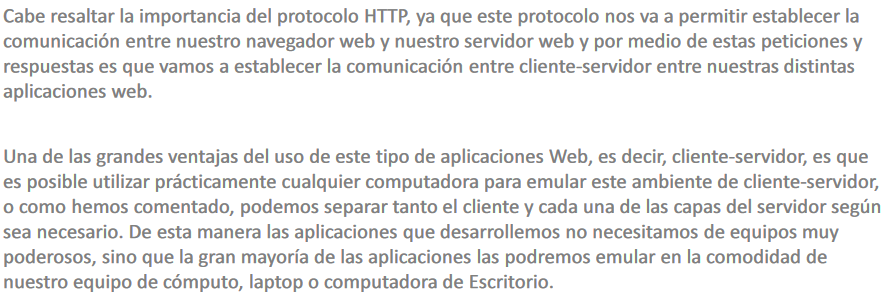 Cabe resaltar la importancia del protocolo HTTP, ya que este protocolo nos va a permitir establecer la
comunicación entre nuestro navegador web y nuestro servidor web y por medio de estas peticiones y
respuestas es que vamos a establecer la comunicación entre cliente-servidor entre nuestras distintas
aplicaciones web.
Una de las grandes ventajas del uso de este tipo de aplicaciones Web, es decir, cliente-servidor, es que
es posible utilizar prácticamente cualquier computadora para emular este ambiente de cliente-servidor,
o como hemos comentado, podemos separar tanto el cliente y cada una de las capas del servidor según
sea necesario. De esta manera las aplicaciones que desarrollemos no necesitamos de equipos muy
poderosos, sino que la gran mayoría de las aplicaciones las podremos emular en la comodidad de
nuestro equipo de cómputo, laptop o computadora de Escritorio.